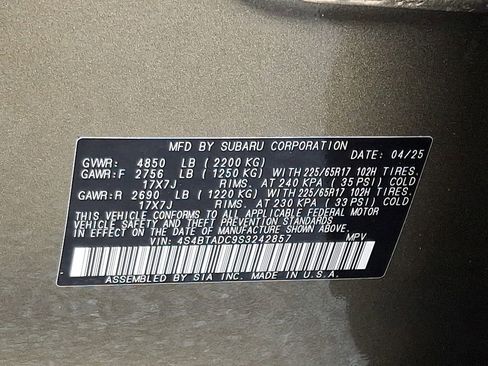 MFD BY SUBARU CORPORATION
DATE: 04/25
GVWR: 4850 LB (2200 KG)
GAWR:F 2756 LB (1250 KG) WITH 225/65R17 102H TIRES
17X7J RIMS. AT 240 KPA (35 PSI) COLD
GAWR:R 2690 LB (1220 KG) WITH 225/65R17 102H TIRES
17X7J RIMS. AT 230 KPA (33 PSI) COLD
THIS VEHICLE CONFORMS TO ALL APPLICABLE FEDERAL MOTOR
VEHICLE SAFETY AND THEFT PREVENTION STANDARDS
IN EFFECT ON THE DATE OF MANUFACTURE SHOWN ABOVE.
VIN: 4S4BTADC9S3242857 MPV
ASSEMBLED BY SIA INC. MADE IN U.S.A.